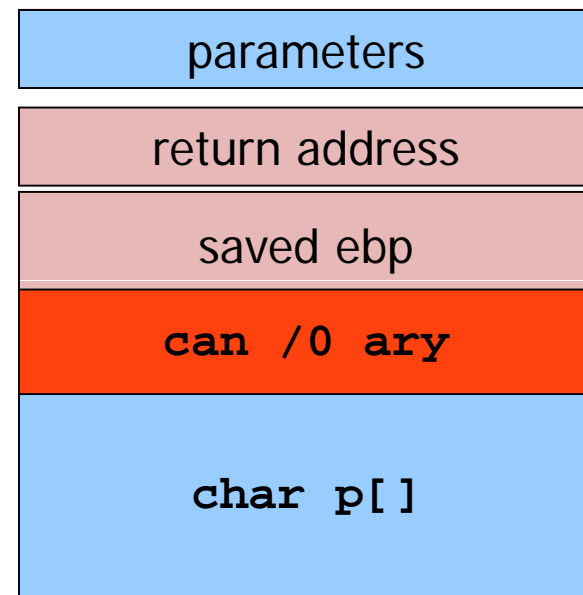 parameters
return address
saved ebp
can /0 ary
char p[]